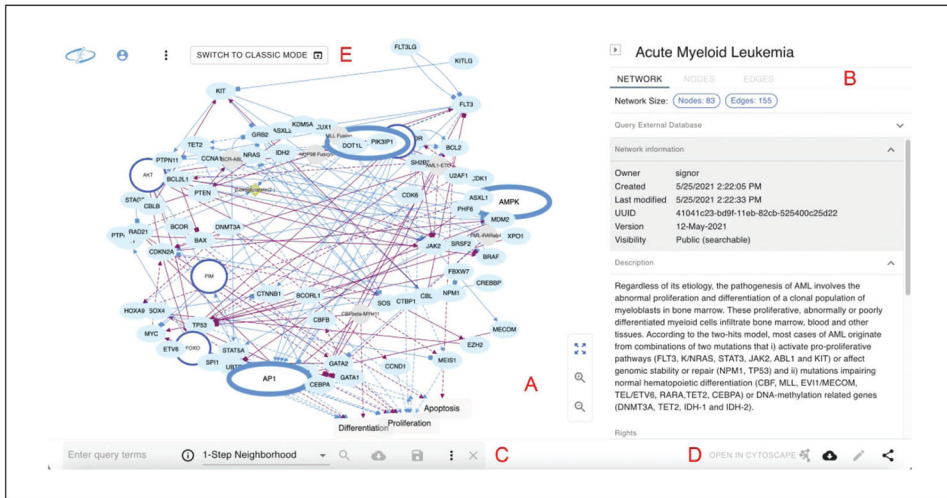 SWITCH TO CLASSIC MODE
E
FLT3LG
KITLG
KIT
FLT3
KDM5A
CUX1
ASXL2
GRB2
MLL Fusion
DOT1L
PIK3IP1
TET2
NRAS
IDH2
BCL2
PTPN11
CCNA1
BCR-ABL
SH2B3
AML1-ETO
AKT
U2AF1
CDK1
BCL2L1
PTEN
CDK6
ASXL1
AMPK
CBLB
PHF6
MDM2
RAD21
BCOR
DNMT3A
XPO1
BAX
JAK2
SRSF2
CDKN2A
BRAF
PIM
FBXW7
CTNNB1
CREBBP
HOXA9
SOX4
BCORL1
SOS
CTBP1
CBL
NPM1
MYC
TP53
CBFB
CBFbeta-MYH11
MECOM
ETV6
FOXO
STAT5A
EZH2
SPI1
GATA2
MEIS1
AP1
GATA1
CCND1
CEBPA
Apoptosis
Differentiation
Proliferation
A
Enter query terms
1-Step Neighborhood
C
Acute Myeloid Leukemia
NETWORK
NODES
EDGES
B
Network Size:
Nodes: 83
Edges: 155
Query External Database
Network information
Owner signor
Created 5/25/2021 2:22:05 PM
Last modified 5/25/2021 2:22:33 PM
UUID 41041c23-bd9f-11eb-82cb-525400c25d22
Version 12-May-2021
Visibility Public (searchable)
Description
Regardless of its etiology, the pathogenesis of AML involves the
abnormal proliferation and differentiation of a clonal population of
myeloblasts in bone marrow. These proliferative, abnormally or poorly
differentiated myeloid cells infiltrate bone marrow, blood and other
tissues. According to the two-hits model, most cases of AML originate
from combinations of two mutations that i) activate pro-proliferative
pathways (FLT3, K/NRAS, STAT3, JAK2, ABL1 and KIT) or affect
genomic stability or repair (NPM1, TP53) and ii) mutations impairing
normal hematopoietic differentiation (CBF, MLL, EVI1/MECOM,
TEL/ETV6, RARA,TET2, CEBPA) or DNA-methylation related genes
(DNMT3A, TET2, IDH-1 and IDH-2).
Rights
D
OPEN IN CYTOSCAPE